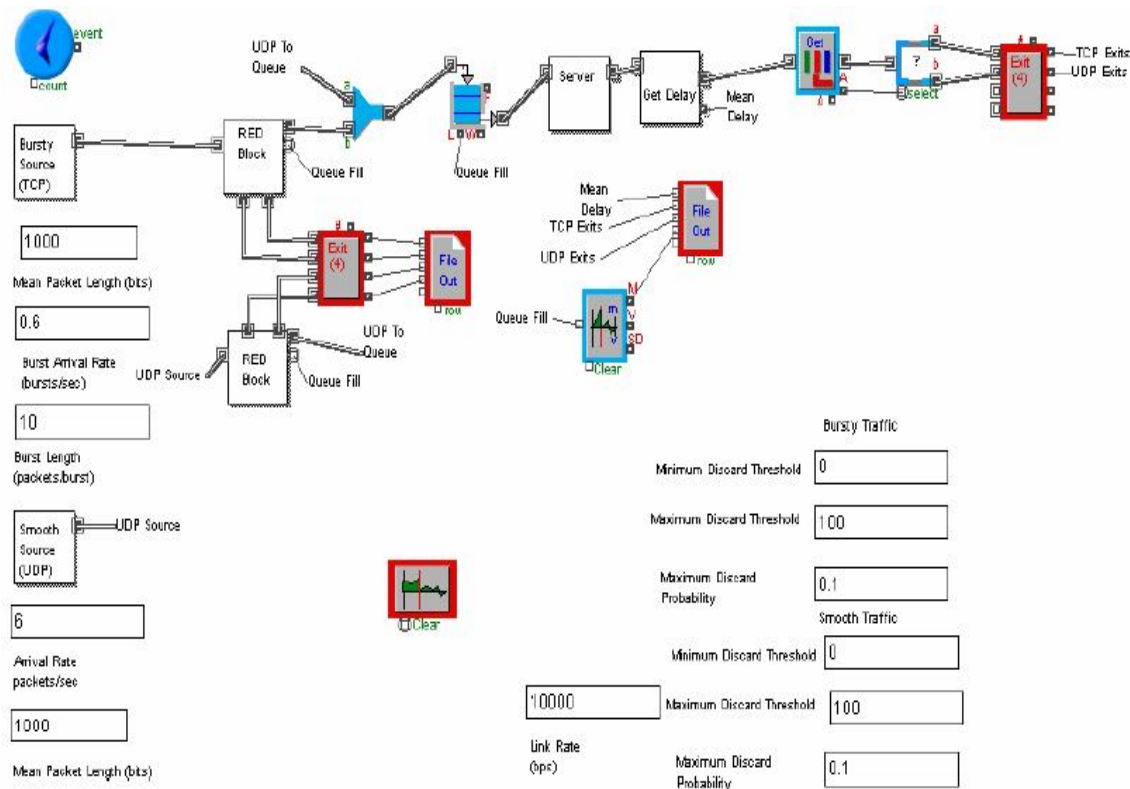 event
count
UDP To
Queue
a
b
Bursty
Source
(TCP)
RED
Block
Queue Fill
F
L W
Queue Fill
Server
Get Delay
Mean
Delay
Get
A
?
a
b
select
A
Exit
(4)
TCP Exits
UDP Exits
1000
Mean Packet Length (bits)
0.6
Burst Arrival Rate
(bursts/sec)
10
Burst Length
(packets/burst)
Exit
(4)
File
Out
row
UDP Source
RED
Block
UDP To
Queue
Queue Fill
Mean
Delay
TCP Exits
UDP Exits
File
Out
row
Queue Fill
m
M
V
SD
Clear
Smooth
Source
(UDP)
UDP Source
6
Arrival Rate
packets/sec
1000
Mean Packet Length (bits)
Clear
Bursty Traffic
Minimum Discard Threshold
0
Maximum Discard Threshold
100
Maximum Discard
Probability
0.1
Smooth Traffic
Minimum Discard Threshold
0
10000
Link Rate
(bps)
Maximum Discard Threshold
100
Maximum Discard
Probability
0.1